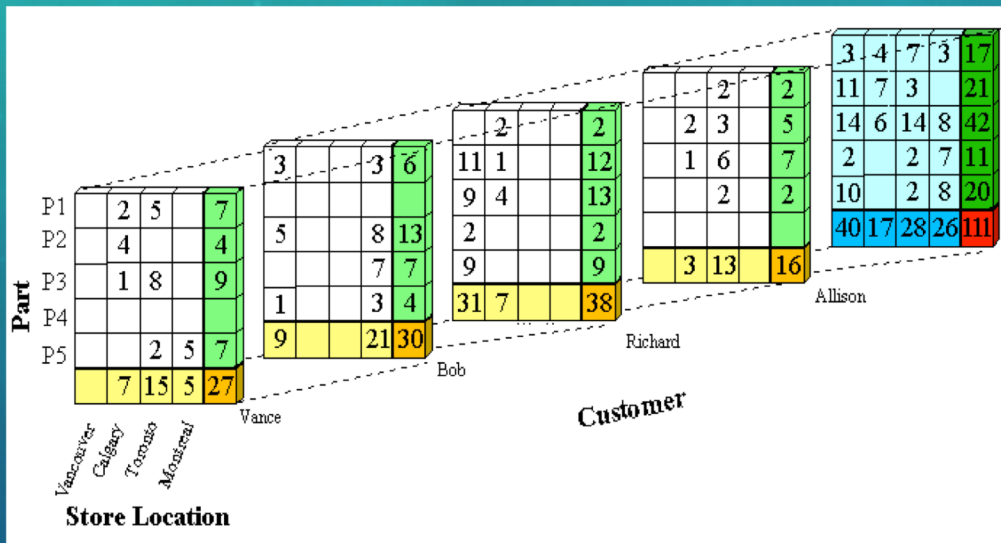 Part
P1 2 5 7
P2 4 4
P3 1 8 9
P4
P5 2 5 7
7 15 5 27
Vancouver
Calgary
Toronto
Montreal
Store Location
Vance
3 3 6
5 8 13
7 7
1 3 4
9 21 30
Bob
2 2
11 1 12
9 4 13
2 2
9 9
31 7 38
Richard
2 2
2 3 5
1 6 7
2 2
3 13 16
Allison
Customer
3 4 7 3 17
11 7 3 21
14 6 14 8 42
2 2 7 11
10 2 8 20
40 17 28 26 111